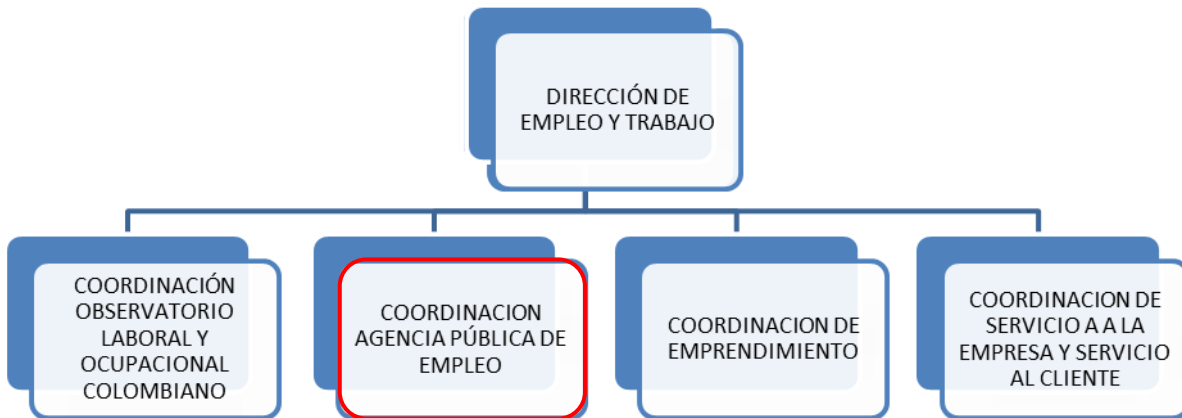 DIRECCIÓN DE
EMPLEO Y TRABAJO
COORDINACIÓN
OBSERVATORIO
LABORAL Y
OCUPACIONAL
COLOMBIANO
COORDINACION
AGENCIA PÚBLICA DE
EMPLEO
COORDINACION DE
EMPRENDIMIENTO
COORDINACION DE
SERVICIO A A LA
EMPRESA Y SERVICIO
AL CLIENTE